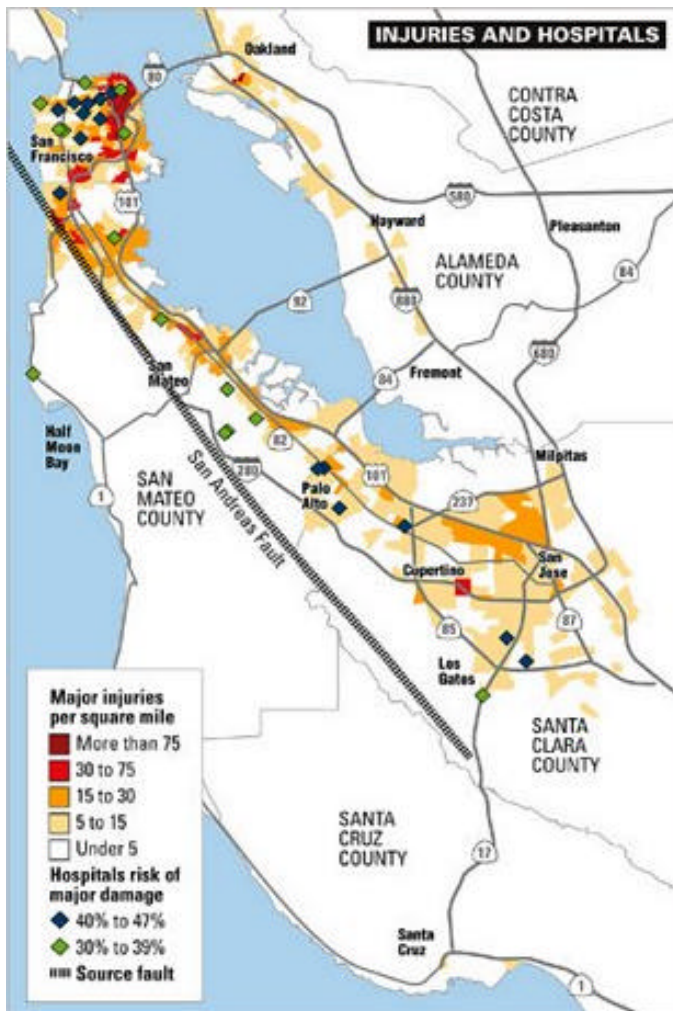 INJURIES AND HOSPITALS
Oakland
80
CONTRA
COSTA
COUNTY
San
Francisco
101
580
Hayward
Pleasanton
ALAMEDA
COUNTY
84
92
880
680
84
Fremont
San
Mateo
Half
Moon
Bay
82
280
1
SAN
MATEO
COUNTY
San Andreas Fault
Palo
Alto
101
Milpitas
237
Cupertino
San
Jose
85
87
Los
Gatos
SANTA
CLARA
COUNTY
Major injuries
per square mile
More than 75
30 to 75
15 to 30
5 to 15
Under 5
Hospitals risk of
major damage
40% to 47%
30% to 39%
Source fault
SANTA
CRUZ
COUNTY
17
Santa
Cruz
1